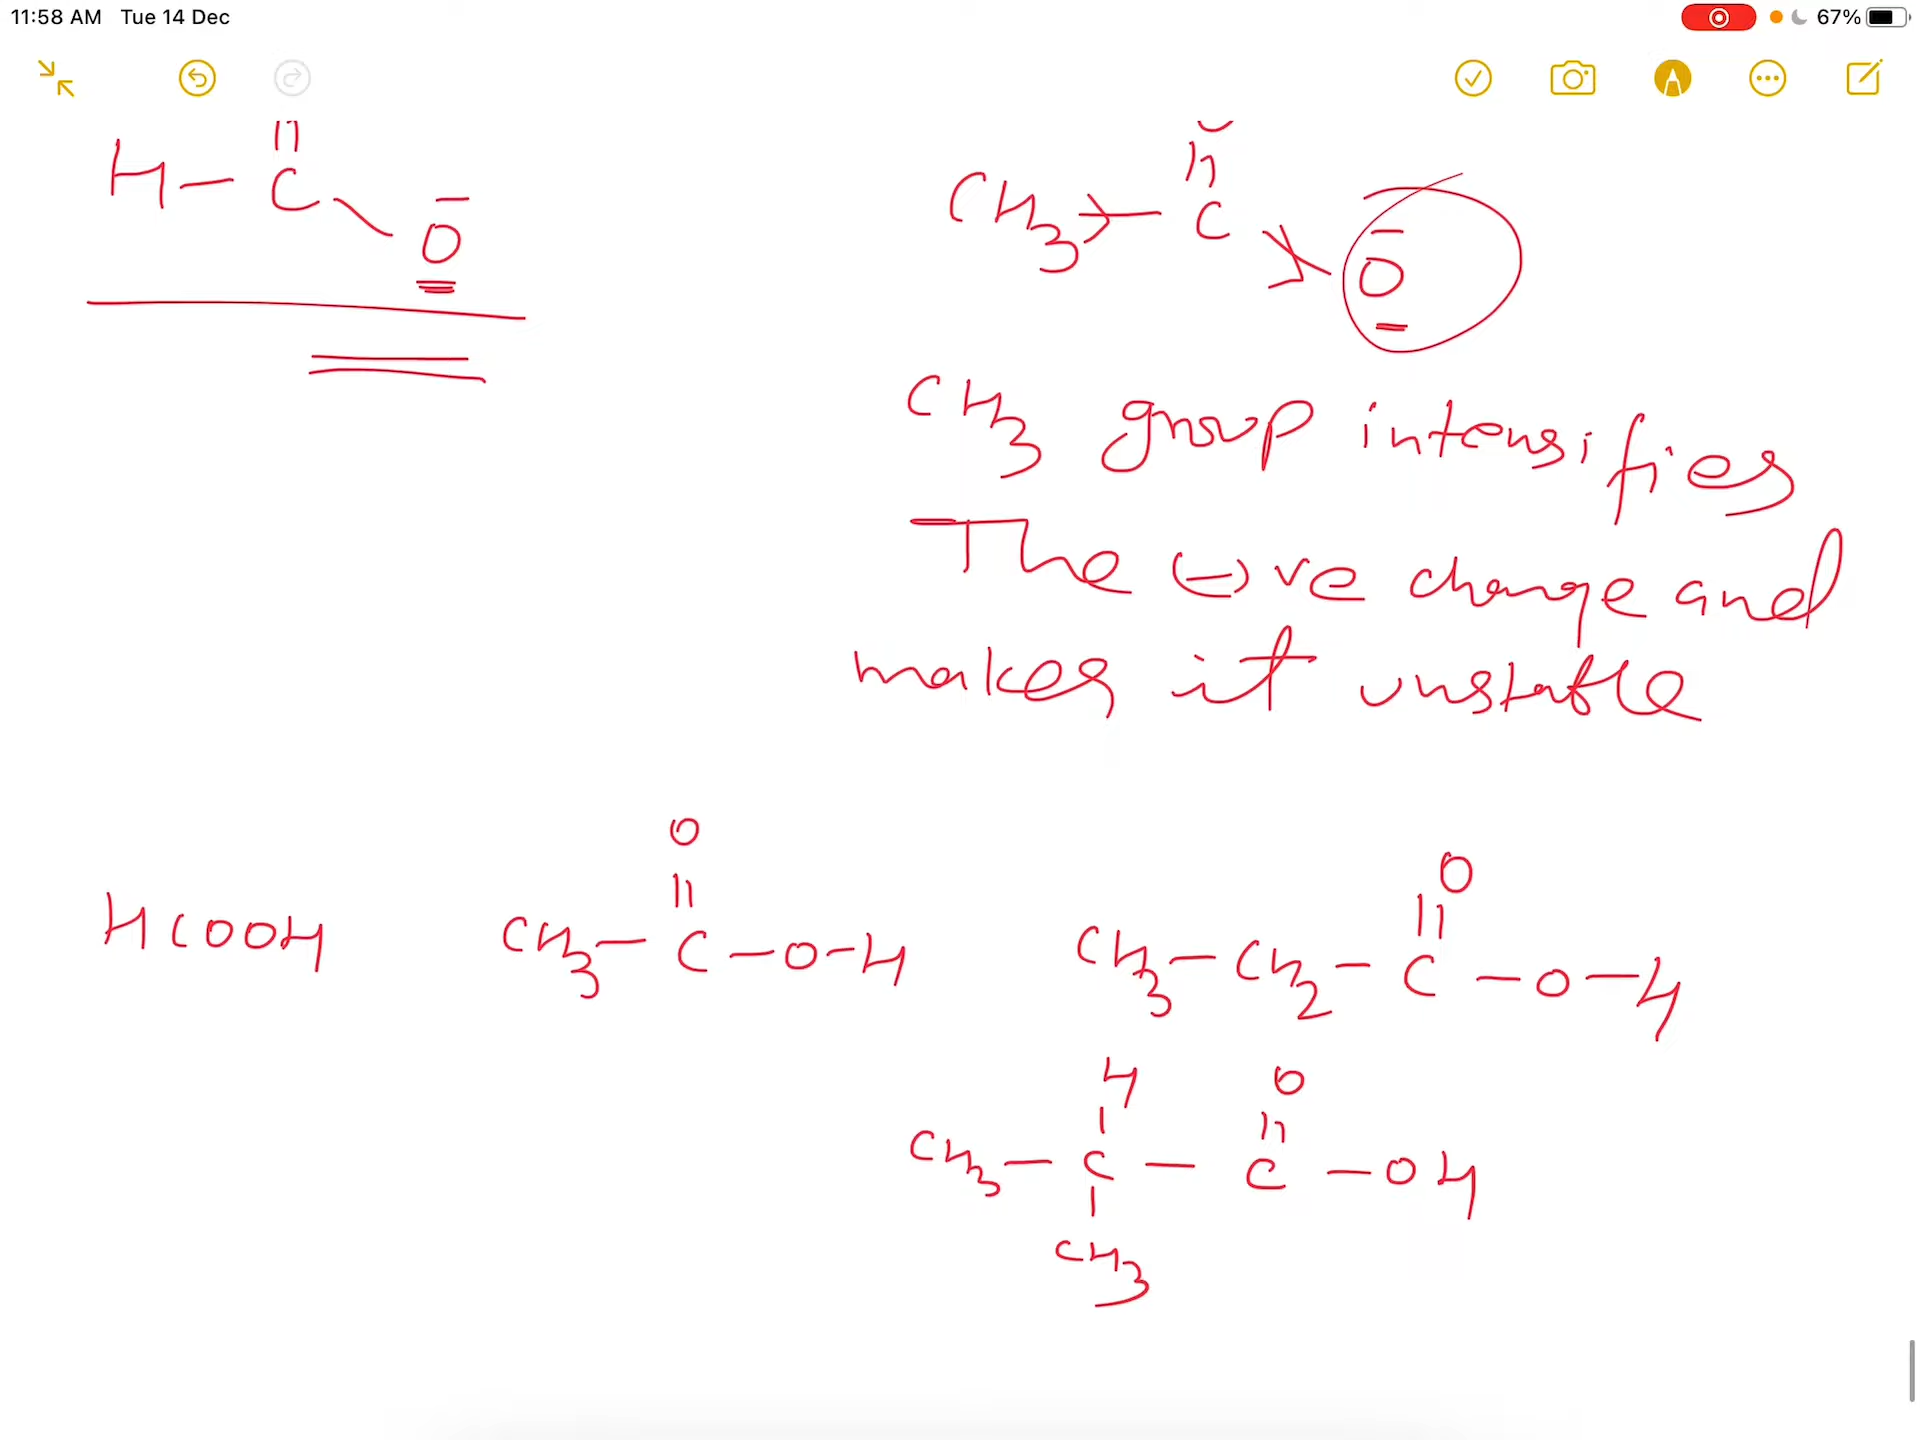 11:58 AM Tue 14 Dec 67%
H-C-O⁻
CH3-C-O⁻
CH3 group intensifies
The (-)ve charge and
makes it unstable
O
||
HCOOH CH3-C-O-H
O
||
CH3-CH2-C-O-H
H O
| ||
CH3-C-C-OH
|
CH3